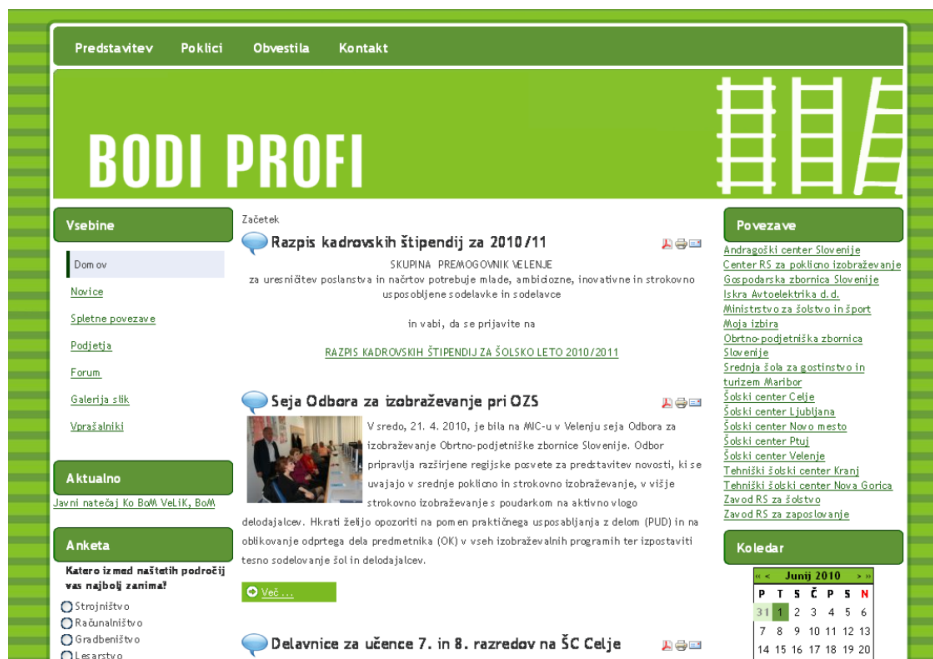 Predstavitev Poklici Obvestila Kontakt
BODI PROFI
Vsebine
Domov
Novice
Spletne povezave
Podjetja
Forum
Galerija slik
Vprašalniki
Aktualno
Javni natečaj Ko BoM VeLiK, BoM
Anketa
Katero izmed naštetih področij
vas najbolj zanima?
Strojništvo
Računalništvo
Gradbeništvo
Lesarstvo
Začetek
Razpis kadrovskih štipendij za 2010/11
SKUPINA PREMOGOVNIK VELENJE
za uresničitev poslanstva in načrtov potrebuje mlade, ambiciozne, inovativne in strokovno
usposobljene sodelavke in sodelavce
in vabi, da se prijavite na
RAZPIS KADROVSKIH ŠTIPENDIJ ZA ŠOLSKO LETO 2010/2011
Seja Odbora za izobraževanje pri OZS
V sredo, 21. 4. 2010, je bila na MIC-u v Velenju seja Odbora za
izobraževanje Obrtno-podjetniške zbornice Slovenije. Odbor
pripravlja razširjene regijske posvete za predstavitev novosti, ki se
uvajajo v srednje poklicno in strokovno izobraževanje, v višje
strokovno izobraževanje s poudarkom na aktivno vlogo
delodajalcev. Hkrati želijo opozoriti na pomen praktičnega usposabljanja z delom (PUD) in na
oblikovanje odprtega dela predmetnika (OK) v vseh izobraževalnih programih ter izpostaviti
tesno sodelovanje šol in delodajalcev.
Več ...
Delavnice za učence 7. in 8. razredov na ŠC Celje
Povezave
Andragoški center Slovenije
Center RS za poklicno izobraževanje
Gospodarska zbornica Slovenije
Iskra Avtoelektrika d.d.
Ministrstvo za šolstvo in šport
Moja izbira
Obrtno-podjetniška zbornica
Slovenije
Srednja šola za gostinstvo in
turizem Maribor
Šolski center Celje
Šolski center Ljubljana
Šolski center Novo mesto
Šolski center Ptuj
Šolski center Velenje
Tehniški šolski center Kranj
Tehniški šolski center Nova Gorica
Zavod RS za šolstvo
Zavod RS za zaposlovanje
Koledar
« < Junij 2010 > »
P T S Č P S N
31 1 2 3 4 5 6
7 8 9 10 11 12 13
14 15 16 17 18 19 20